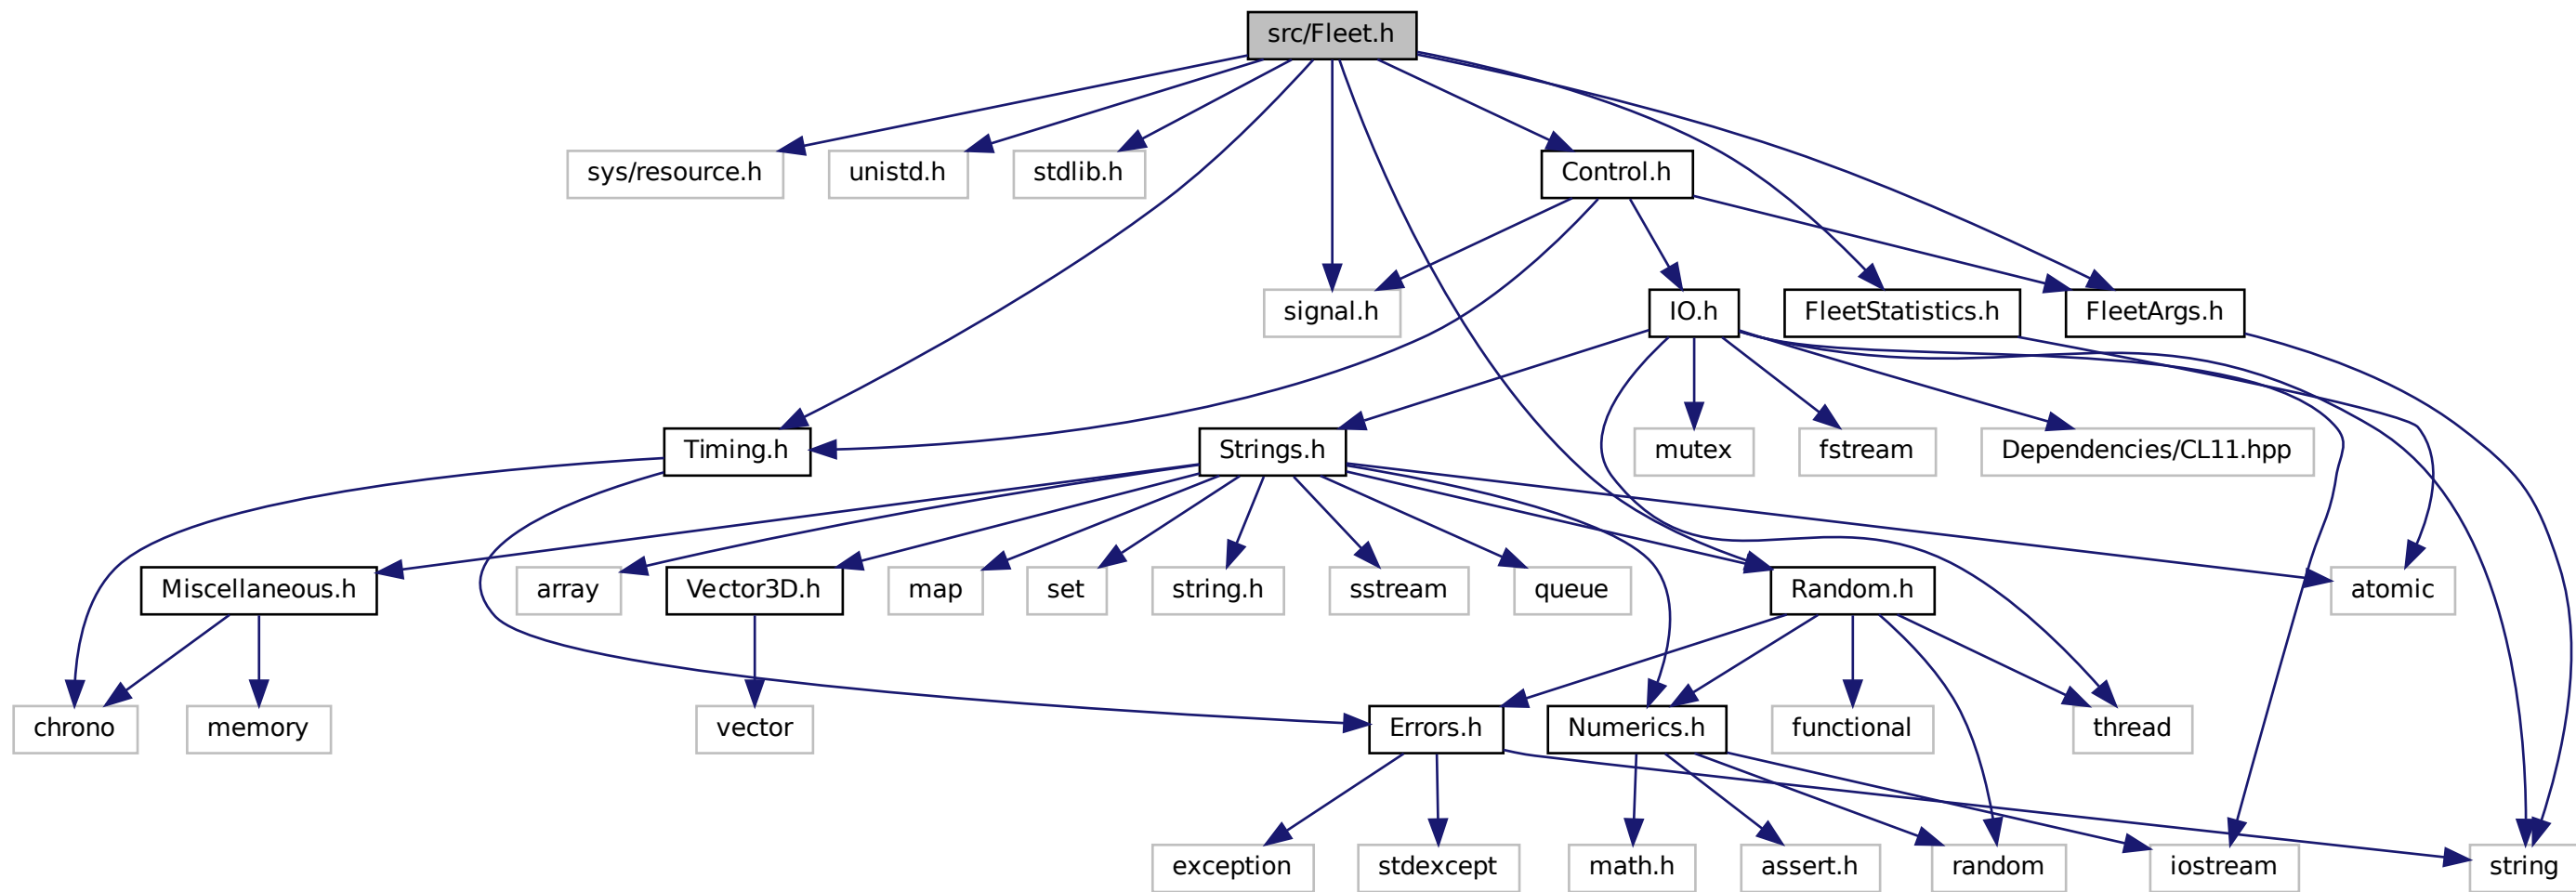 src/Fleet.h
sys/resource.h
unistd.h
stdlib.h
Control.h
signal.h
IO.h
FleetStatistics.h
FleetArgs.h
Timing.h
Strings.h
mutex
fstream
Dependencies/CL11.hpp
Miscellaneous.h
array
Vector3D.h
map
set
string.h
sstream
queue
Random.h
atomic
chrono
memory
vector
Errors.h
Numerics.h
functional
thread
exception
stdexcept
math.h
assert.h
random
iostream
string